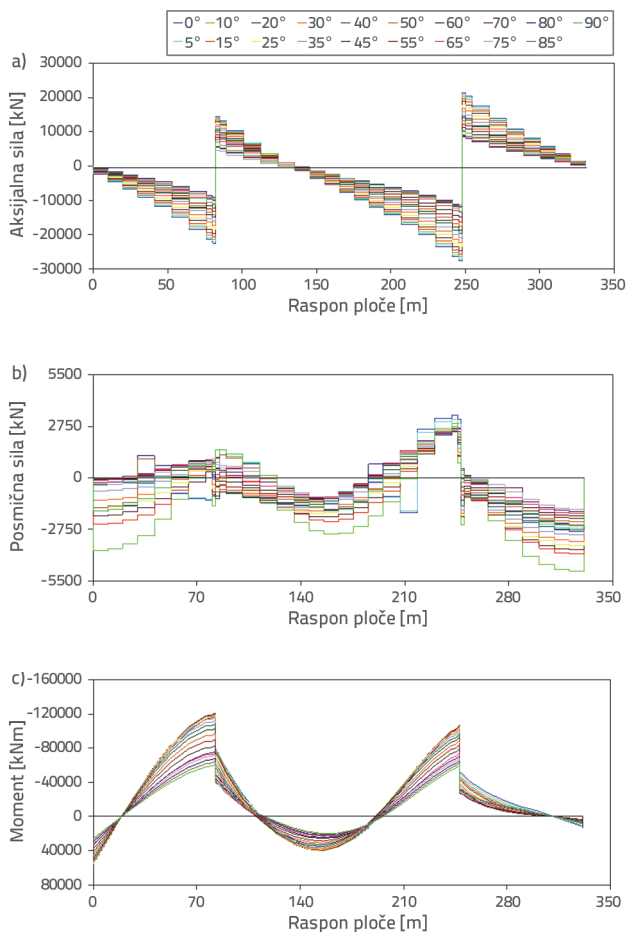 0° 10° 20° 30° 40° 50° 60° 70° 80° 90°
5° 15° 25° 35° 45° 55° 65° 75° 85°
a)
Aksijalna sila [kN]
30000
20000
10000
0
-10000
-20000
-30000
0 50 100 150 200 250 300 350
Raspon ploče [m]
b)
Posmična sila [kN]
5500
2750
0
-2750
-5500
0 70 140 210 280 350
Raspon ploče [m]
c)
Moment [kNm]
-160000
-120000
-80000
-40000
0
40000
80000
0 70 140 210 280 350
Raspon ploče [m]